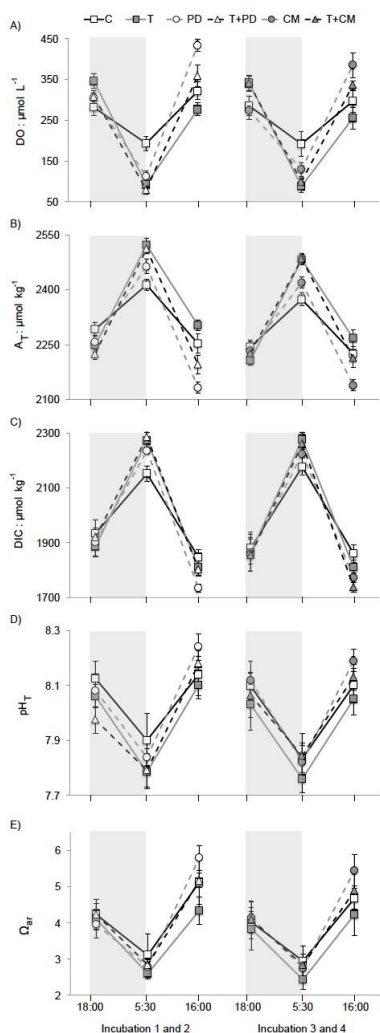 C T PD T+PD CM T+CM
A)
450
350
250
150
50
DO : µmol L⁻¹
B)
2550
2400
2250
2100
A_T : µmol kg⁻¹
C)
2300
2100
1900
1700
DIC : µmol kg⁻¹
D)
8.3
8.1
7.9
7.7
pH_T
E)
6
5
4
3
2
Ω_ar
18:00 5:30 16:00 18:00 5:30 16:00
Incubation 1 and 2 Incubation 3 and 4